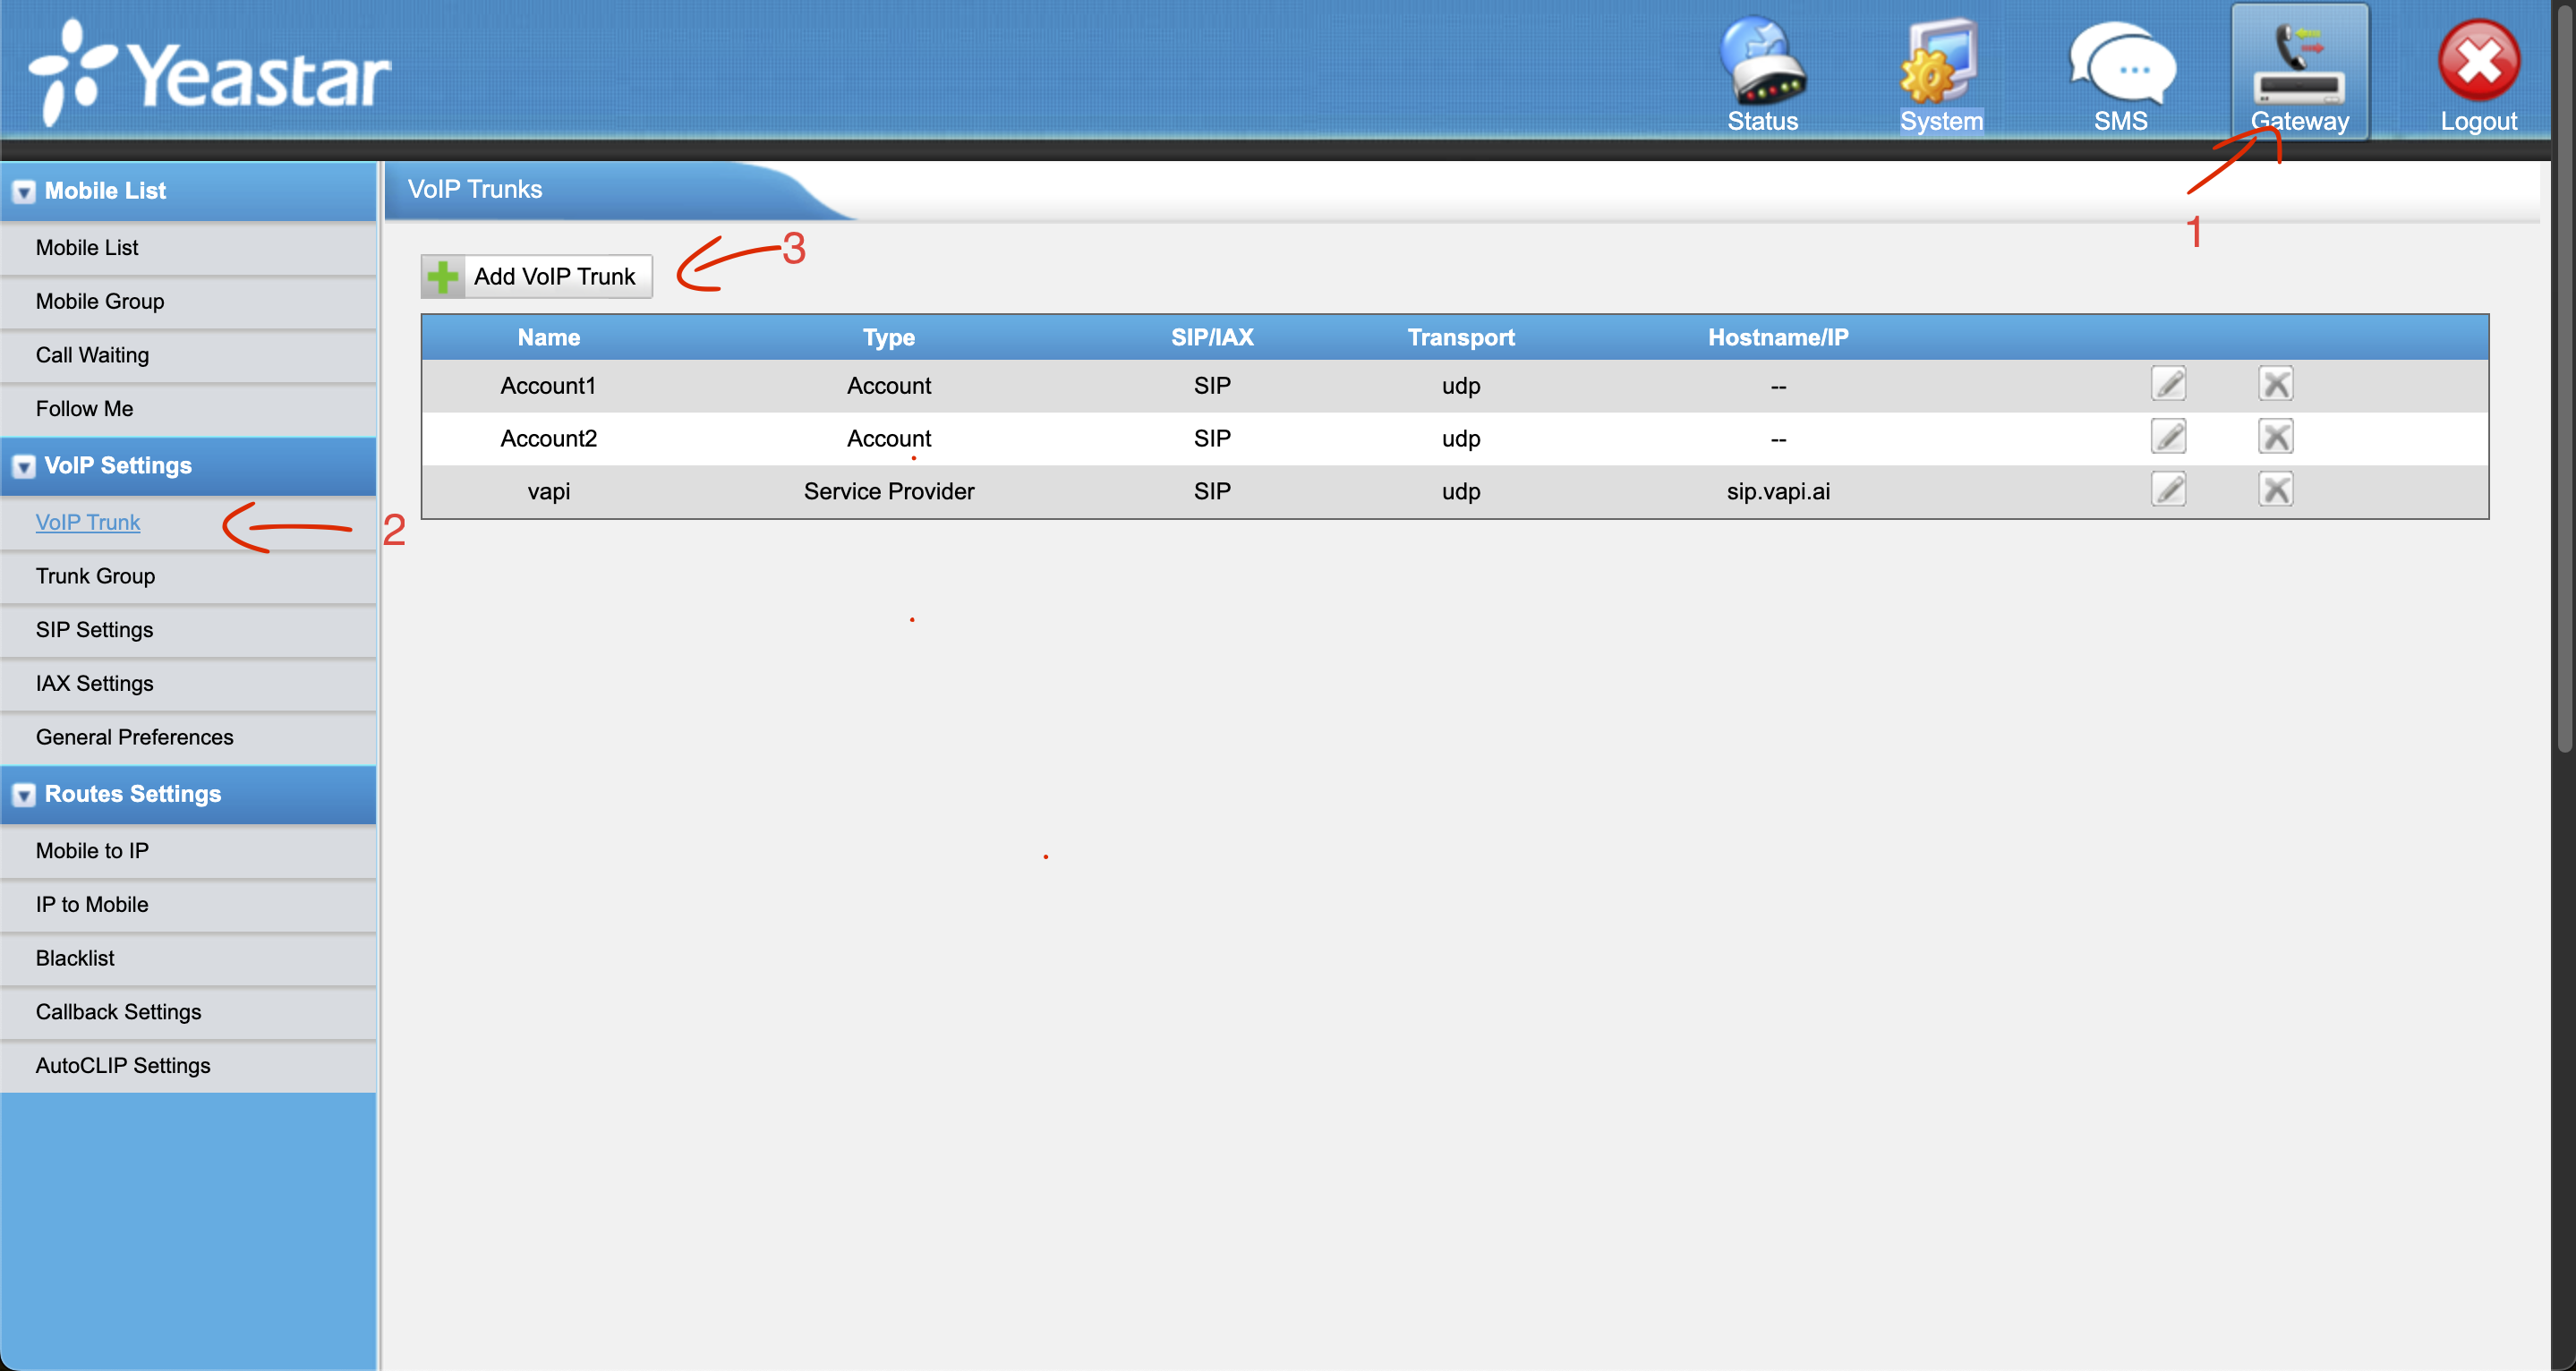 Yeastar
Status System SMS Gateway Logout
1
Mobile List
Mobile List
Mobile Group
Call Waiting
Follow Me
VoIP Settings
VoIP Trunk
2
Trunk Group
SIP Settings
IAX Settings
General Preferences
Routes Settings
Mobile to IP
IP to Mobile
Blacklist
Callback Settings
AutoCLIP Settings
VoIP Trunks
Add VoIP Trunk
3
Name Type SIP/IAX Transport Hostname/IP
Account1 Account SIP udp --
Account2 Account SIP udp --
vapi Service Provider SIP udp sip.vapi.ai